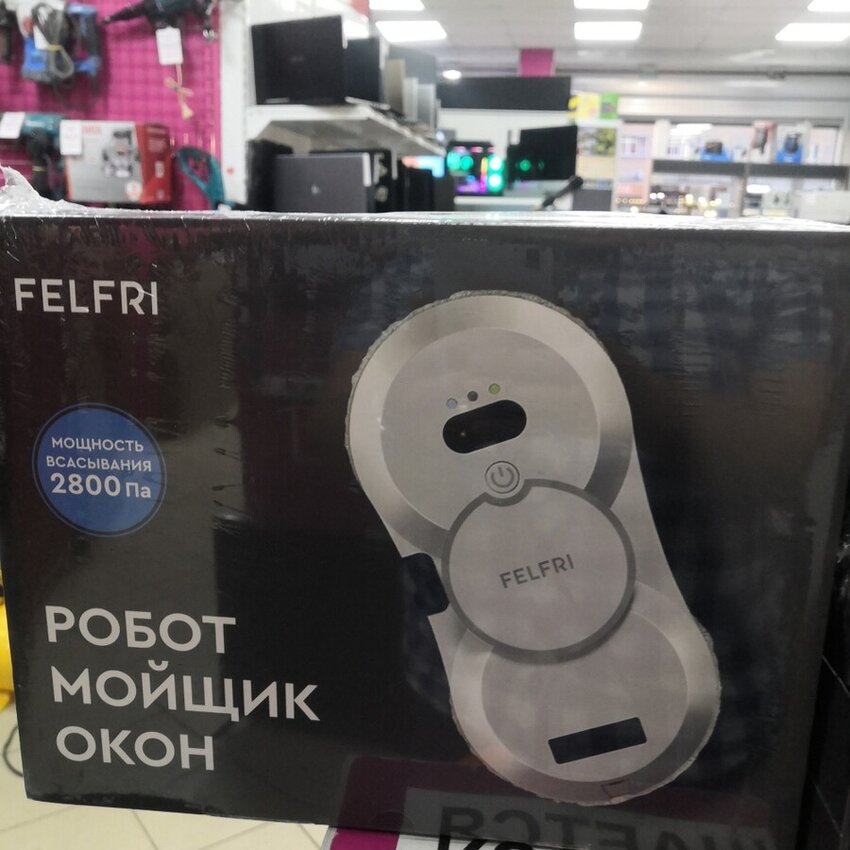 FELFRI
МОЩНОСТЬ
ВСАСЫВАНИЯ
2800 Па
FELFRI
РОБОТ
МОЙЩИК
ОКОН